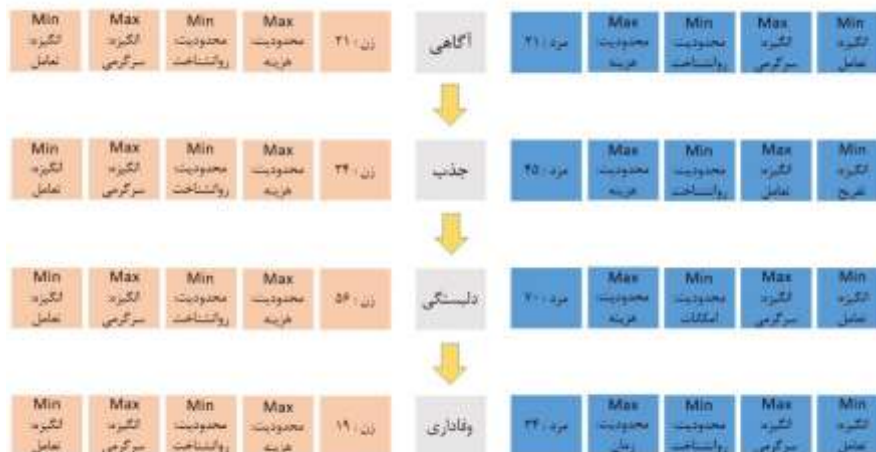 Min
انگیزه:
تعامل
Max
انگیزه:
سرگرمی
Min
محدودیت:
روانشناخت
Max
محدودیت:
هزینه
مرد :
آگاهی
زن :
Max
محدودیت:
هزینه
Min
محدودیت:
روانشناخت
Max
انگیزه:
سرگرمی
Min
انگیزه:
تعامل
Min
انگیزه:
تفریح
Max
انگیزه:
تعامل
Min
محدودیت:
روانشناخت
Max
محدودیت:
هزینه
مرد : ۴۵
جذب
زن :
Max
محدودیت:
هزینه
Min
محدودیت:
روانشناخت
Max
انگیزه:
سرگرمی
Min
انگیزه:
تعامل
Min
انگیزه:
تعامل
Max
انگیزه:
سرگرمی
Min
محدودیت:
امکانات
Max
محدودیت:
هزینه
مرد : ۷۰
دلبستگی
زن : ۵۶
Max
محدودیت:
هزینه
Min
محدودیت:
روانشناخت
Max
انگیزه:
سرگرمی
Min
انگیزه:
تعامل
Min
انگیزه:
تعامل
Max
انگیزه:
سرگرمی
Min
محدودیت:
روانشناخت
Max
محدودیت:
زمان
مرد :
وفاداری
زن : ۱۹
Max
محدودیت:
هزینه
Min
محدودیت:
روانشناخت
Max
انگیزه:
سرگرمی
Min
انگیزه:
تعامل